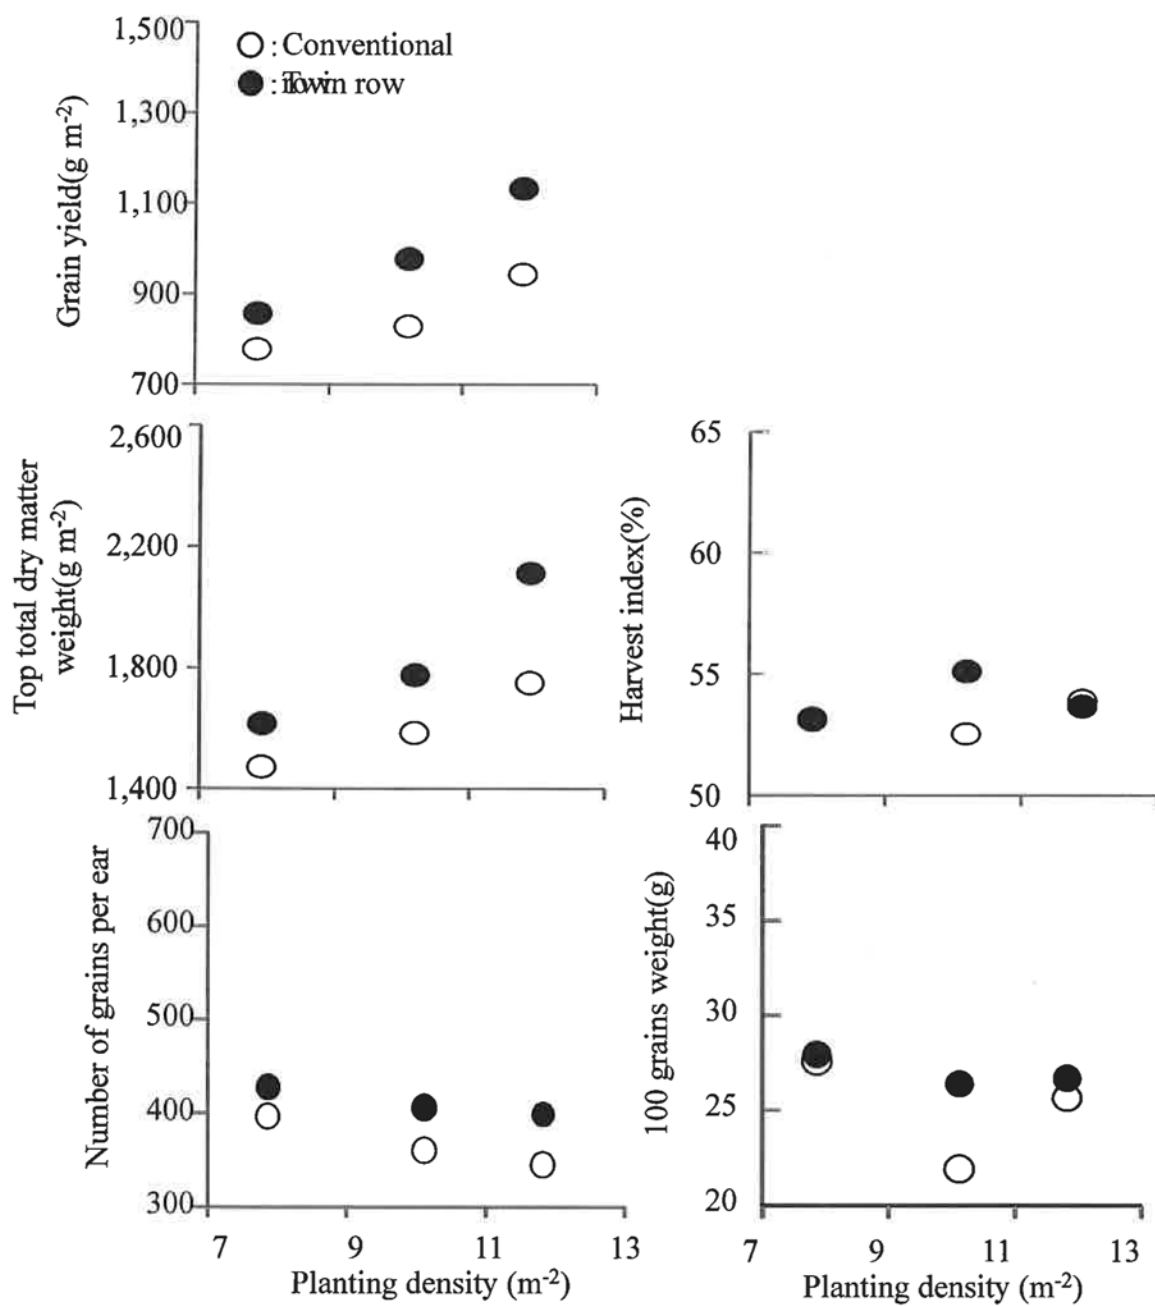 1,500
○ : Conventional
● : Twin row
1,300
1,100
900
700
Grain yield(g m-2)
2,600
2,200
1,800
1,400
Top total dry matter
weight(g m-2)
65
60
55
50
Harvest index(%)
700
600
500
400
300
Number of grains per ear
7 9 11 13
Planting density (m-2)
40
35
30
25
20
100 grains weight(g)
7 9 11 13
Planting density (m-2)